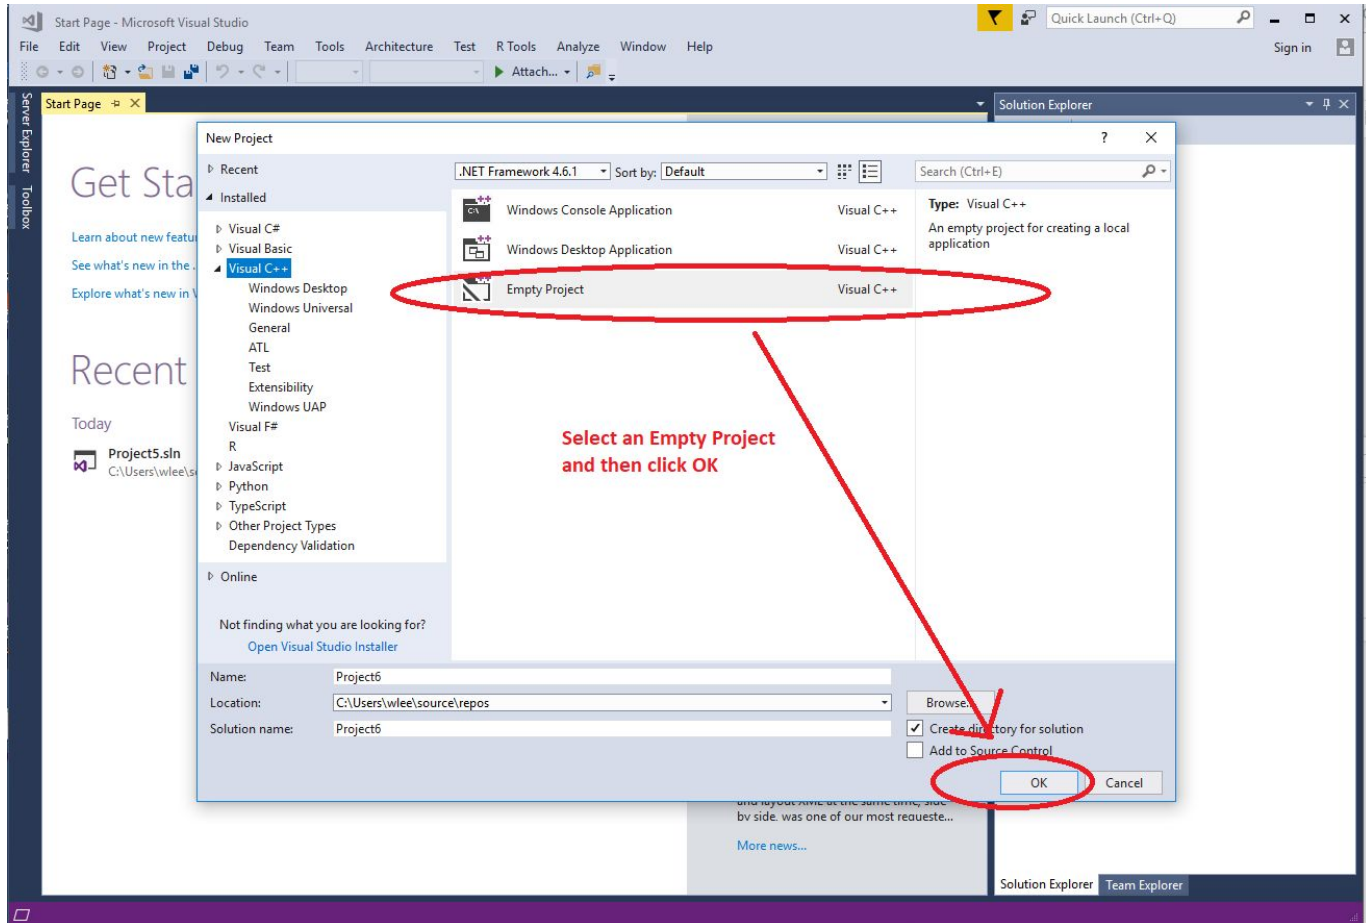 Start Page - Microsoft Visual Studio
Quick Launch (Ctrl+Q)
File Edit View Project Debug Team Tools Architecture Test R Tools Analyze Window Help
Sign in
Attach...
Server Explorer
Toolbox
Start Page
Solution Explorer
Get Sta
Learn about new featu
See what's new in the .
Explore what's new in V
Recent
Today
Project5.sln
C:\Users\wlee\s
New Project
?
Recent
Installed
Visual C#
Visual Basic
Visual C++
Windows Desktop
Windows Universal
General
ATL
Test
Extensibility
Windows UAP
Visual F#
R
JavaScript
Python
TypeScript
Other Project Types
Dependency Validation
Online
Not finding what you are looking for?
Open Visual Studio Installer
.NET Framework 4.6.1 Sort by: Default
Search (Ctrl+E)
Windows Console Application Visual C++
Windows Desktop Application Visual C++
Empty Project Visual C++
Type: Visual C++
An empty project for creating a local
application
Select an Empty Project
and then click OK
Name: Project6
Location: C:\Users\wlee\source\repos
Browse...
Solution name: Project6
Create directory for solution
Add to Source Control
OK Cancel
and layout XML at the same time, side
by side, was one of our most requeste...
More news...
Solution Explorer Team Explorer